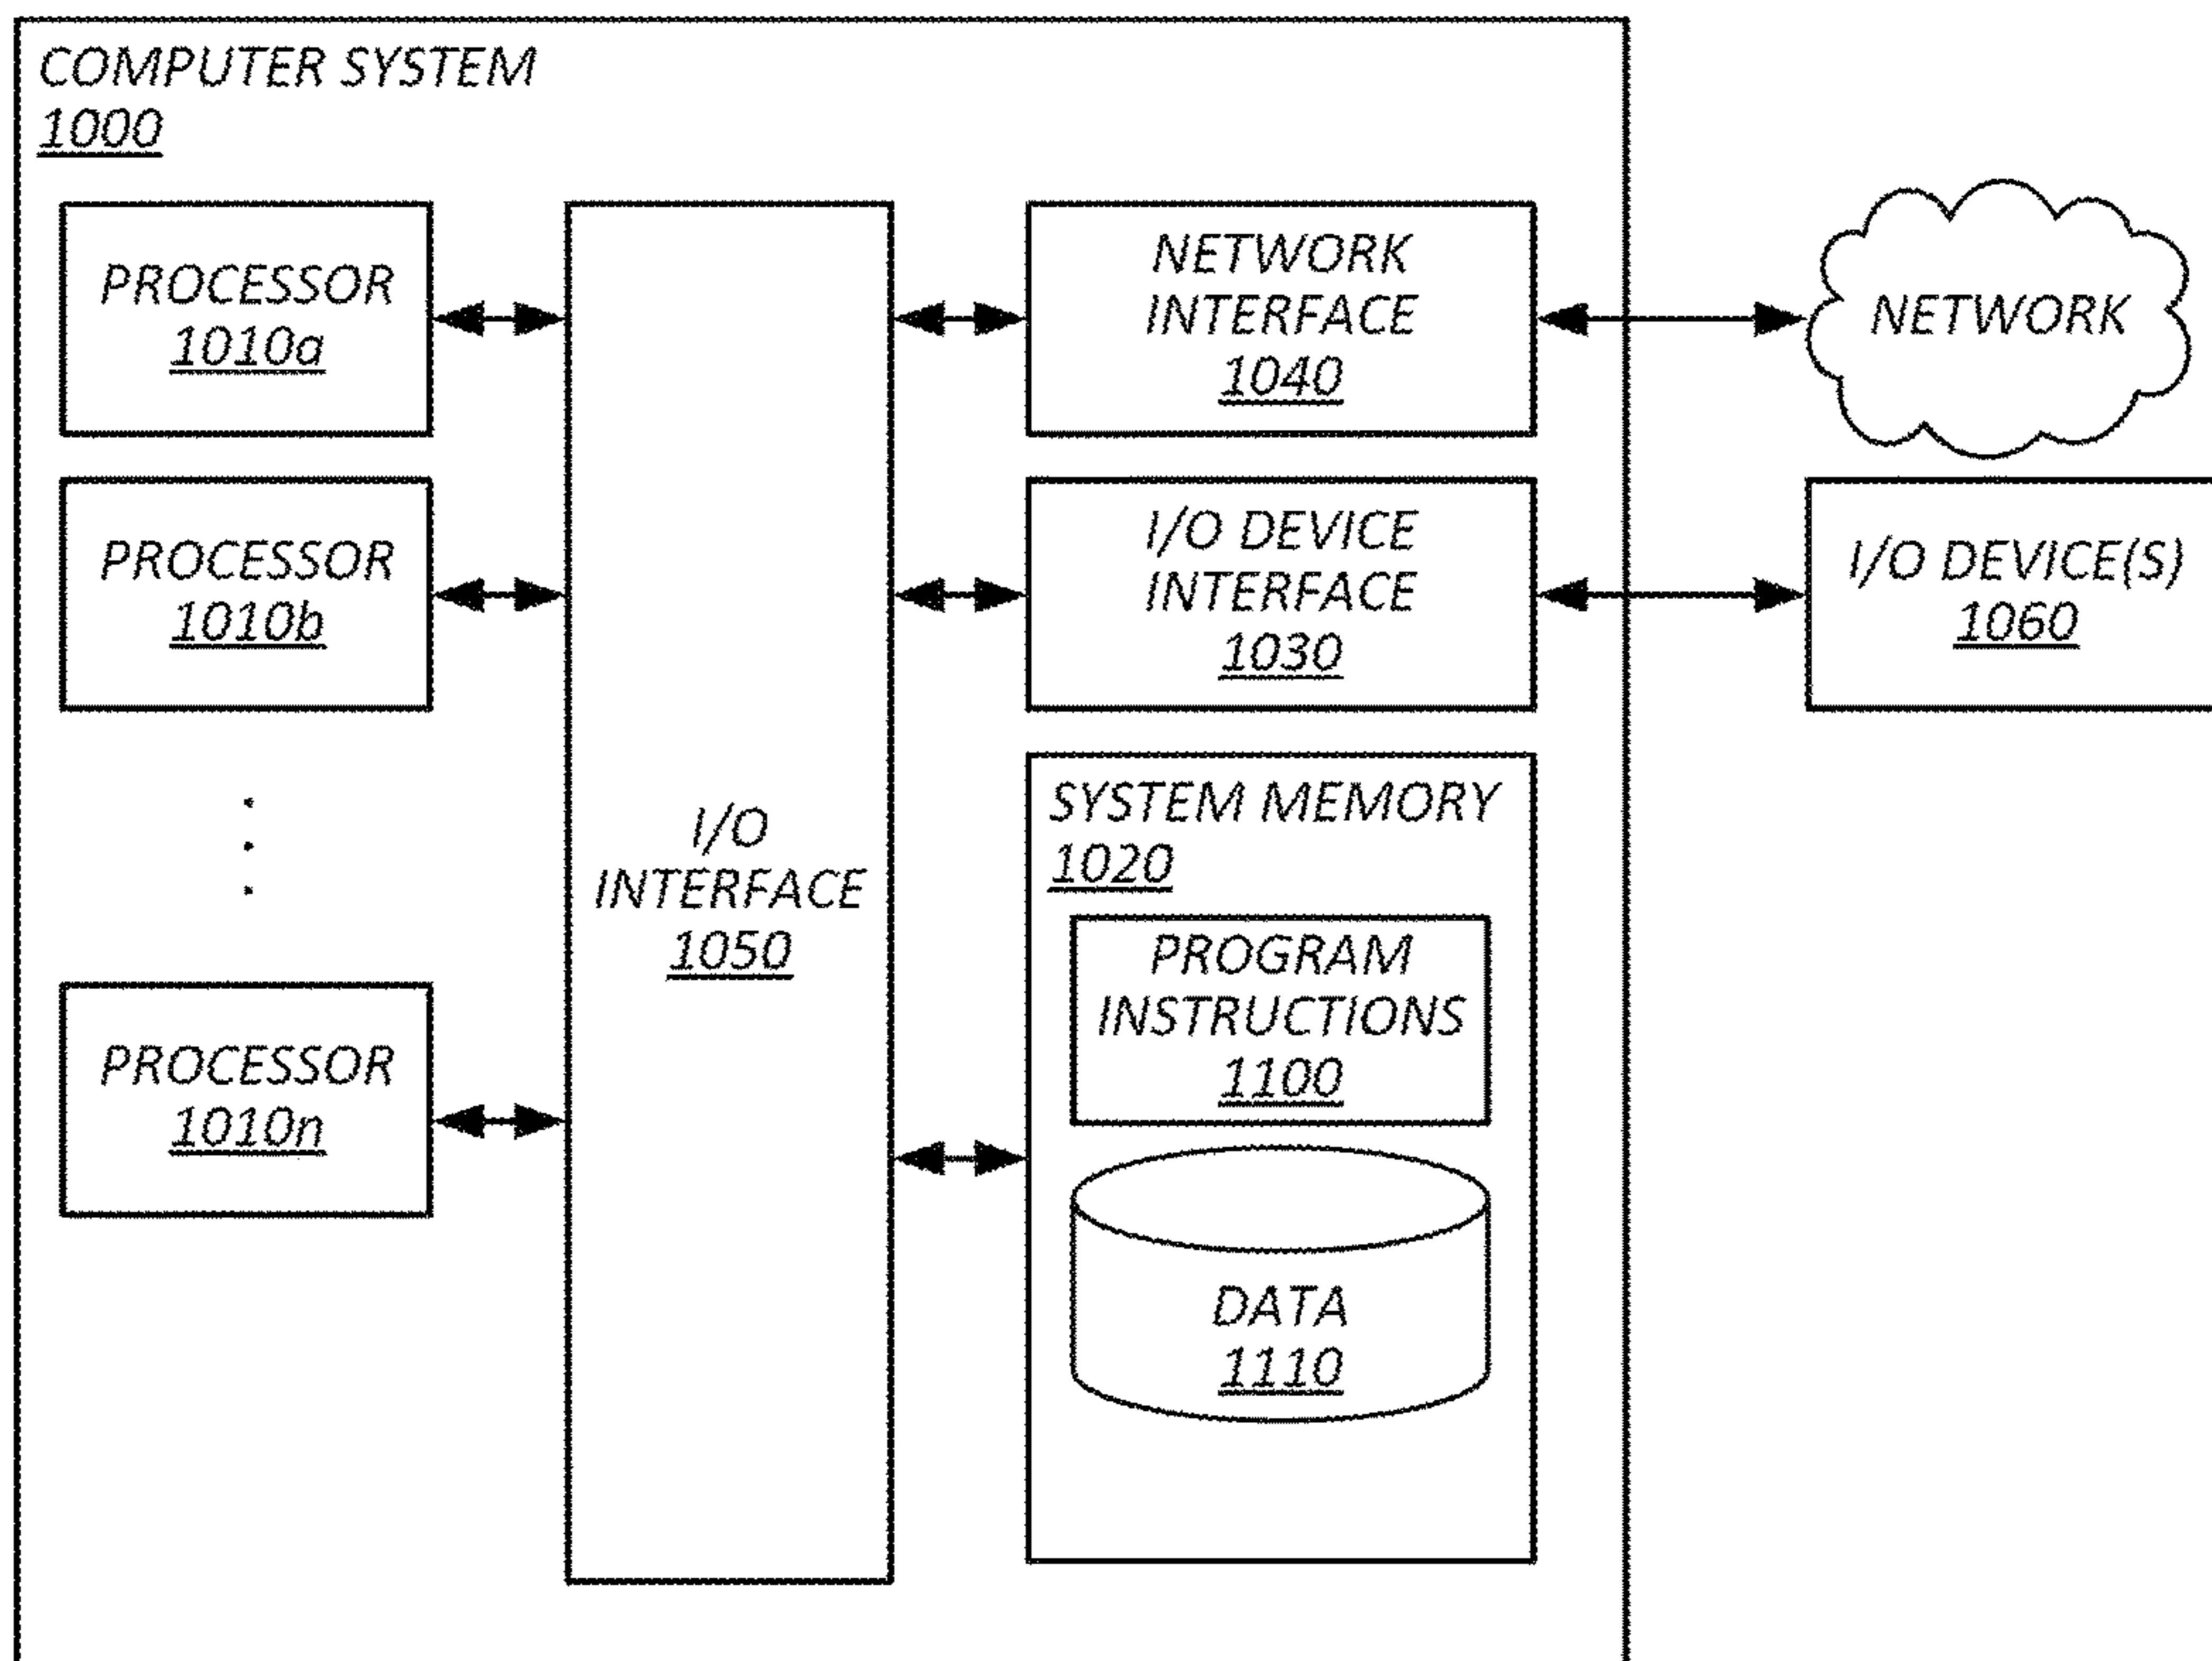 COMPUTER SYSTEM
1000
PROCESSOR
1010a
PROCESSOR
1010b
PROCESSOR
1010n
I/O
INTERFACE
1050
NETWORK
INTERFACE
1040
I/O DEVICE
INTERFACE
1030
SYSTEM MEMORY
1020
PROGRAM
INSTRUCTIONS
1100
DATA
1110
NETWORK
I/O DEVICE(S)
1060